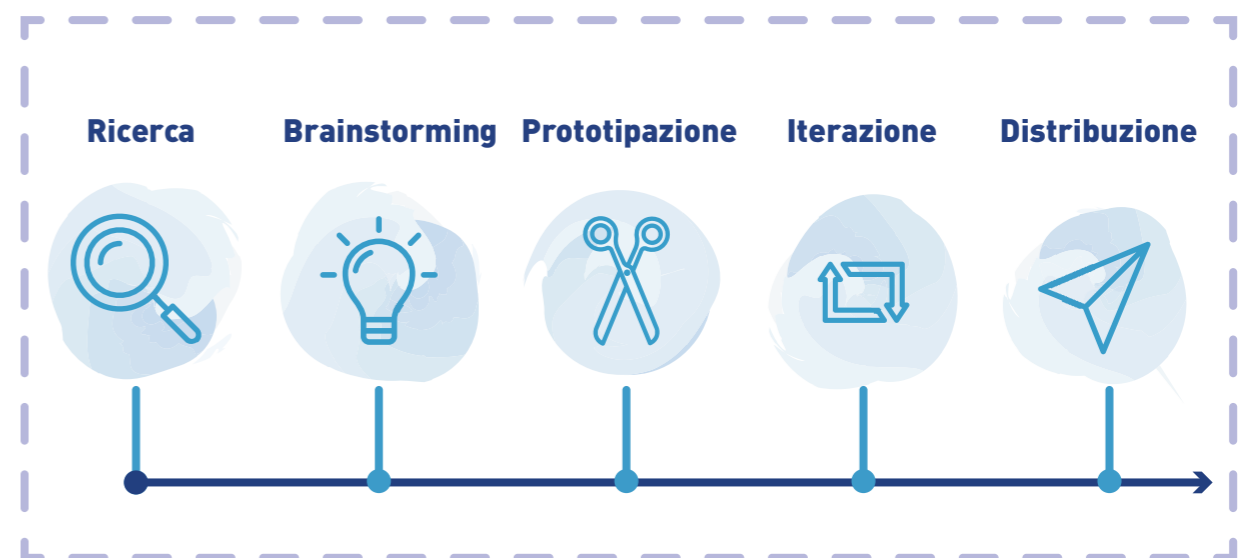 Ricerca
Brainstorming
Prototipazione
Iterazione
Distribuzione